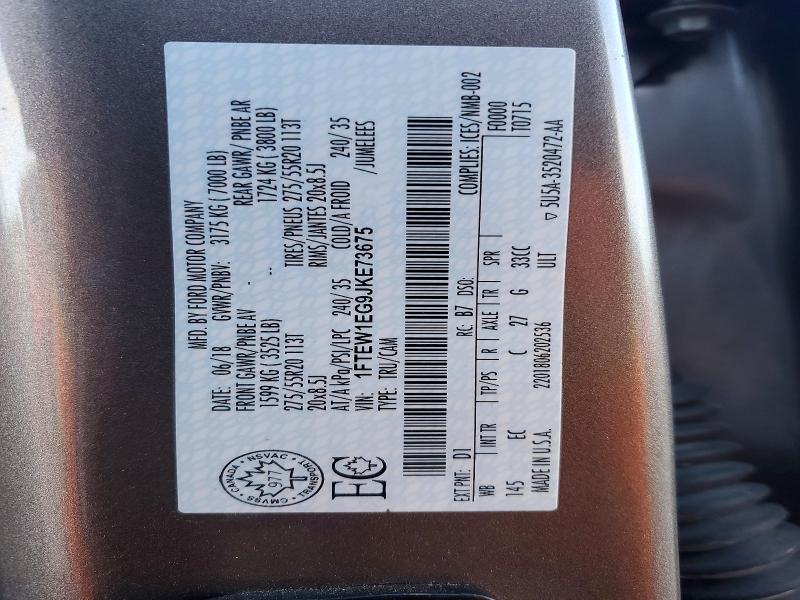 MFD. BY FORD MOTOR COMPANY
DATE: 06/18 GVWR/PNBV: 3175 KG ( 7000 LB)
FRONT GAWR/PNBE AV REAR GAWR/PNBE AR
1599 KG ( 3525 LB) 1724 KG ( 3800 LB)
275/55R20 113T TIRES/PNEUS 275/55R20 113T
20x8.5J RIMS/JANTES 20x8.5J
AT/A kPa/PSI/LPC 240/ 35 COLD/A FROID 240/ 35
VIN: 1FTEW1EG9JKE73675 /JUMELEES
TYPE: TRU/CAM
CANADA NSVAC
977
CMVSS TRANSPORT
EC
COMPLIES: ICES/NMB-002
EXT PNT: D1 RC: B7 DSO: F0000
WB INT TR TP/PS R AXLE TR SPR T0715
145 EC C 27 G 33CC
MADE IN U.S.A. 2201806202536 ULT ▽ 5U5A-3520472-AA